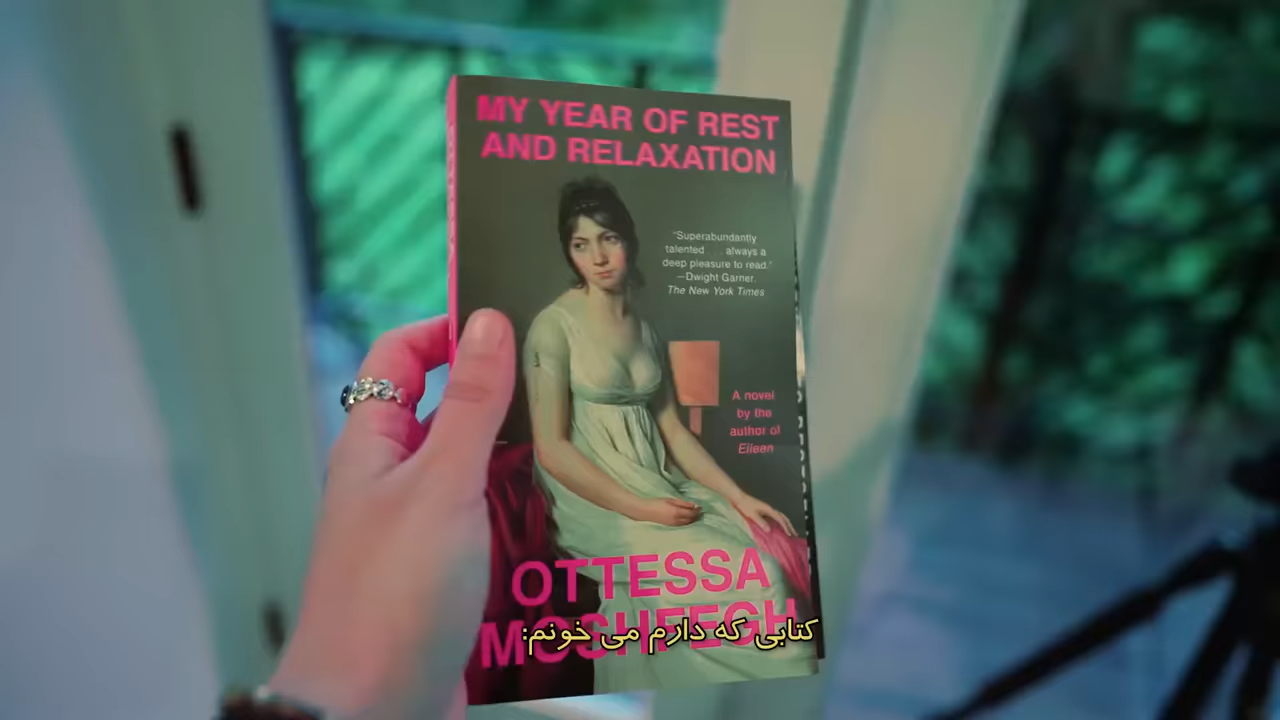 MY YEAR OF REST
AND RELAXATION
"Superabundantly
talented always a
deep pleasure to read."
—Dwight Garner,
The New York Times
A novel
by the
author of
Eileen
OTTESSA
MOSHFEGH
کتابی که دارم می خونم: